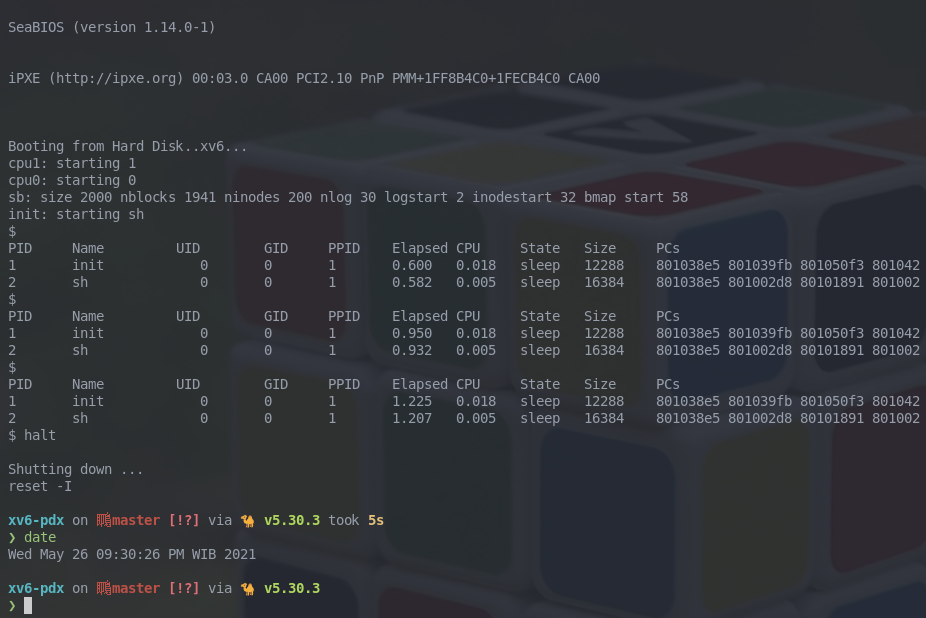 SeaBIOS (version 1.14.0-1)
iPXE (http://ipxe.org) 00:03.0 CA00 PCI2.10 PnP PMM+1FF8B4C0+1FECB4C0 CA00
Booting from Hard Disk..xv6...
cpu1: starting 1
cpu0: starting 0
sb: size 2000 nblocks 1941 ninodes 200 nlog 30 logstart 2 inodestart 32 bmap start 58
init: starting sh
$
PID Name UID GID PPID Elapsed CPU State Size PCs
1 init 0 0 1 0.600 0.018 sleep 12288 801038e5 801039fb 801050f3 801042
2 sh 0 0 1 0.582 0.005 sleep 16384 801038e5 801002d8 80101891 801002
$
PID Name UID GID PPID Elapsed CPU State Size PCs
1 init 0 0 1 0.950 0.018 sleep 12288 801038e5 801039fb 801050f3 801042
2 sh 0 0 1 0.932 0.005 sleep 16384 801038e5 801002d8 80101891 801002
$
PID Name UID GID PPID Elapsed CPU State Size PCs
1 init 0 0 1 1.225 0.018 sleep 12288 801038e5 801039fb 801050f3 801042
2 sh 0 0 1 1.207 0.005 sleep 16384 801038e5 801002d8 80101891 801002
$ halt
Shutting down ...
reset -I
xv6-pdx on master [!?] via 🐪 v5.30.3 took 5s
❯ date
Wed May 26 09:30:26 PM WIB 2021
xv6-pdx on master [!?] via 🐪 v5.30.3
❯